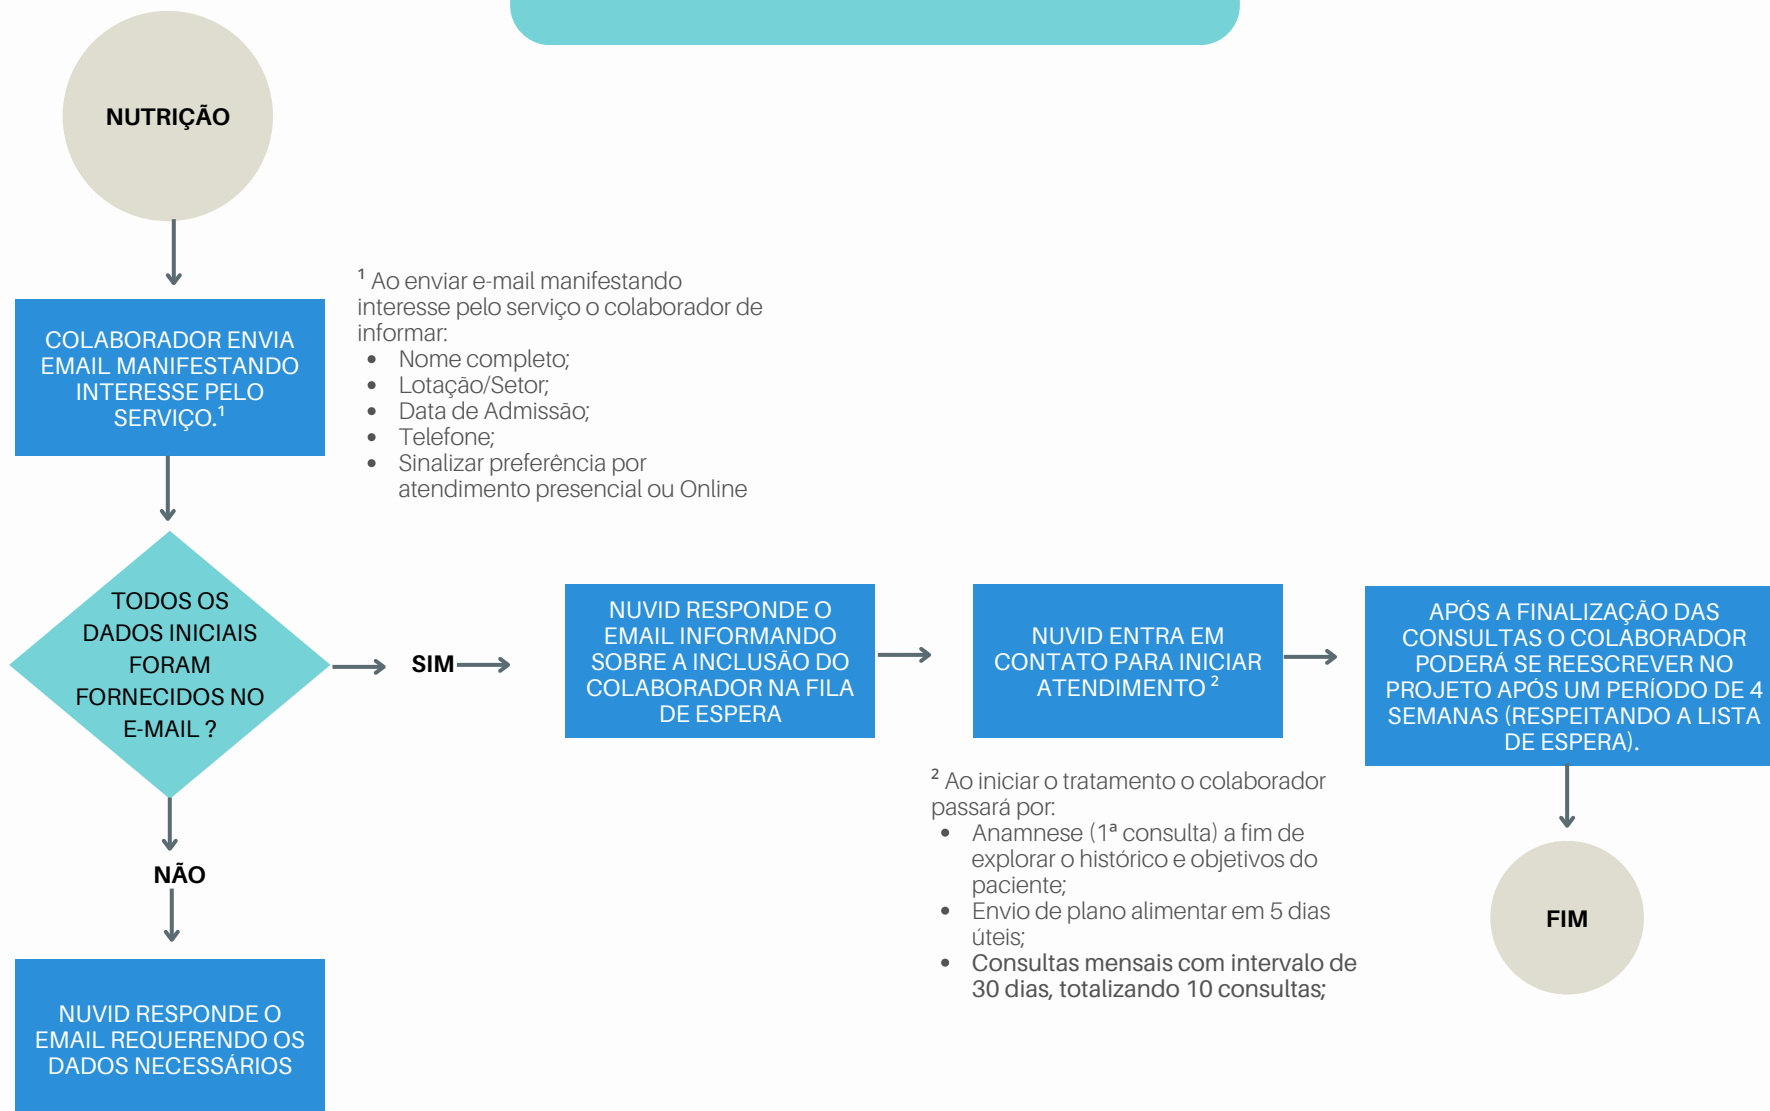 NUTRIÇÃO
COLABORADOR ENVIA
EMAIL MANIFESTANDO
INTERESSE PELO
SERVIÇO.¹
¹ Ao enviar e-mail manifestando
interesse pelo serviço o colaborador de
informar:
• Nome completo;
• Lotação/Setor;
• Data de Admissão;
• Telefone;
• Sinalizar preferência por
atendimento presencial ou Online
TODOS OS
DADOS INICIAIS
FORAM
FORNECIDOS NO
E-MAIL ?
SIM
NUVID RESPONDE O
EMAIL INFORMANDO
SOBRE A INCLUSÃO DO
COLABORADOR NA FILA
DE ESPERA
NUVID ENTRA EM
CONTATO PARA INICIAR
ATENDIMENTO ²
APÓS A FINALIZAÇÃO DAS
CONSULTAS O COLABORADOR
PODERÁ SE REESCREVER NO
PROJETO APÓS UM PERÍODO DE 4
SEMANAS (RESPEITANDO A LISTA
DE ESPERA).
² Ao iniciar o tratamento o colaborador
passará por:
• Anamnese (1ª consulta) a fim de
explorar o histórico e objetivos do
paciente;
• Envio de plano alimentar em 5 dias
úteis;
• Consultas mensais com intervalo de
30 dias, totalizando 10 consultas;
FIM
NÃO
NUVID RESPONDE O
EMAIL REQUERENDO OS
DADOS NECESSÁRIOS